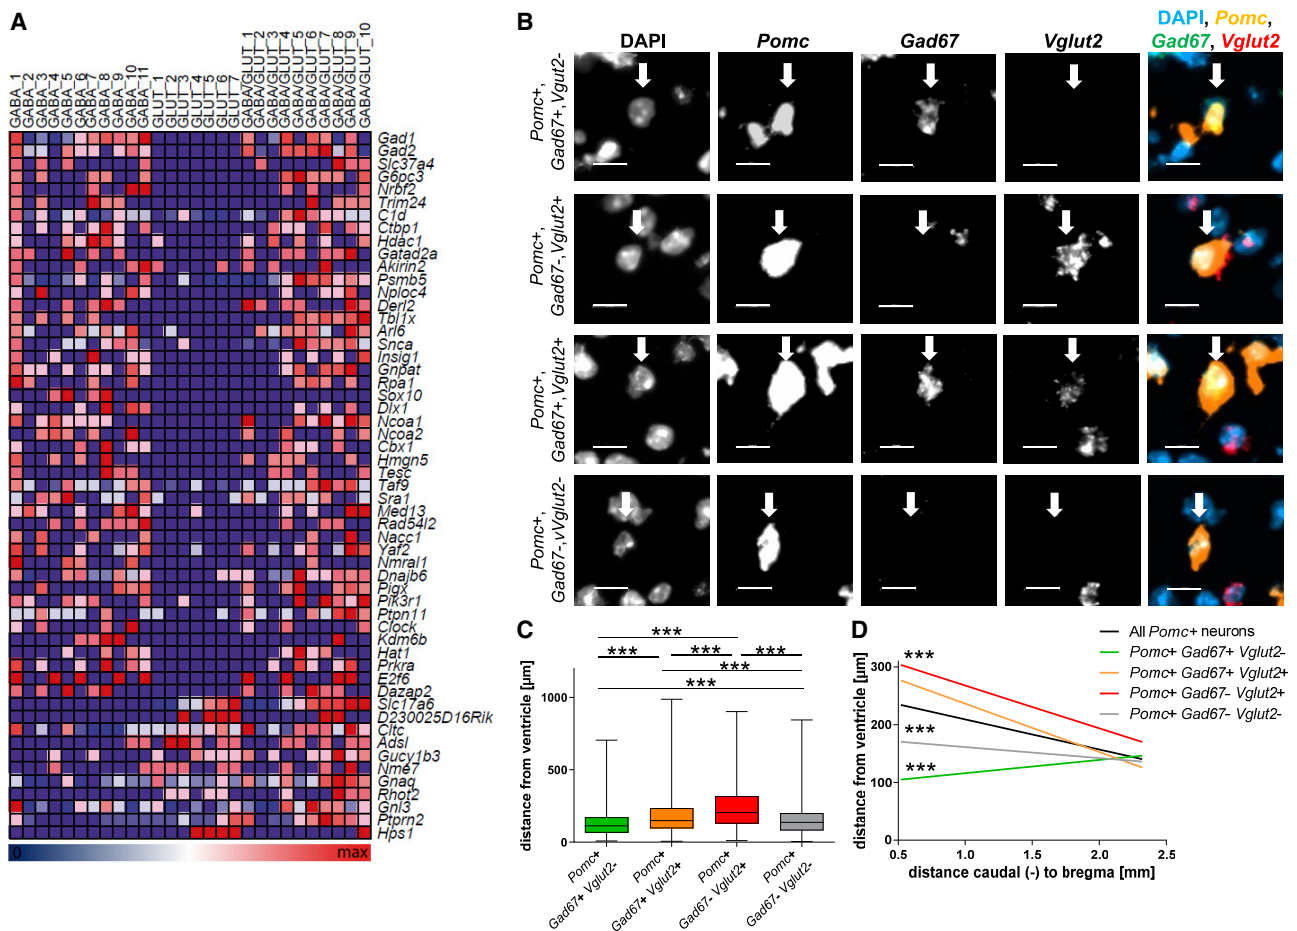 A
GABA_1
GABA_2
GABA_3
GABA_4
GABA_5
GABA_6
GABA_7
GABA_8
GABA_9
GABA_10
GABA_11
GLUT_1
GLUT_2
GLUT_3
GLUT_4
GLUT_5
GLUT_6
GLUT_7
GABA/GLUT_1
GABA/GLUT_2
GABA/GLUT_3
GABA/GLUT_4
GABA/GLUT_5
GABA/GLUT_6
GABA/GLUT_7
GABA/GLUT_8
GABA/GLUT_9
GABA/GLUT_10
Gad1
Gad2
Slc37a4
G6pc3
Nrbf2
Trim24
C1d
Ctbp1
Hdac1
Gatad2a
Akirin2
Psmb5
Nploc4
Derl2
Tbl1x
Arl6
Snca
Insig1
Gnpat
Rpa1
Sox10
Dlx1
Ncoa1
Ncoa2
Cbx1
Hmgn5
Tesc
Taf9
Sra1
Med13
Rad54l2
Nacc1
Yaf2
Nmral1
Dnajb6
Pigx
Pik3r1
Ptpn11
Clock
Kdm6b
Hat1
Prkra
E2f6
Dazap2
Slc17a6
D230025D16Rik
Cltc
Adsl
Gucy1b3
Nme7
Gnaq
Rhot2
Gnl3
Ptprn2
Hps1
0
max
B
DAPI
Pomc
Gad67
Vglut2
DAPI, Pomc,
Gad67, Vglut2
Pomc+,
Gad67+,Vgut2-
Pomc+,
Gad67-,Vglut2+
Pomc+,
Gad67+,Vglut2+
Pomc+,
Gad67-,vVglut2-
C
***
***
***
***
***
***
distance from ventricle [µm]
1000
500
0
Pomc+
Gad67+ Vglut2-
Pomc+
Gad67+ Vglut2+
Pomc+
Gad67- Vglut2+
Pomc+
Gad67- Vglut2-
D
All Pomc+ neurons
Pomc+ Gad67+ Vglut2-
Pomc+ Gad67+ Vglut2+
Pomc+ Gad67- Vglut2+
Pomc+ Gad67- Vglut2-
***
***
***
distance from ventricle [µm]
300
200
100
0
0.5
1.0
1.5
2.0
2.5
distance caudal (-) to bregma [mm]